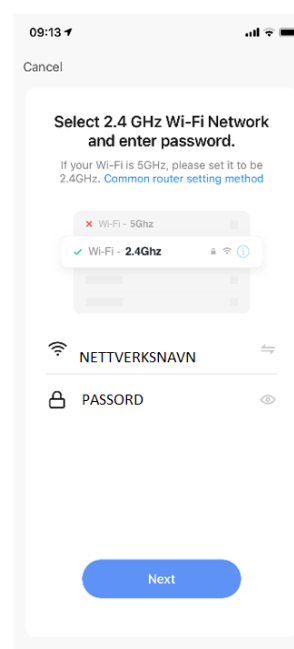 09:13
Cancel
Select 2.4 GHz Wi-Fi Network
and enter password.
If your Wi-Fi is 5GHz, please set it to be
2.4GHz. Common router setting method
Wi-Fi - 5Ghz
Wi-Fi - 2.4Ghz
NETTVERKSNAVN
PASSORD
Next